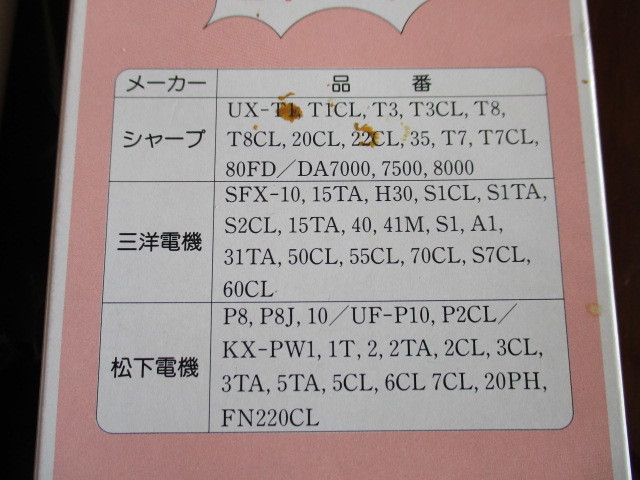 メーカー 品 番
シャープ
UX-T1, T1CL, T3, T3CL, T8,
T8CL, 20CL, 22CL, 35, T7, T7CL,
80FD／DA7000, 7500, 8000
三洋電機
SFX-10, 15TA, H30, S1CL, S1TA,
S2CL, 15TA, 40, 41M, S1, A1,
31TA, 50CL, 55CL, 70CL, S7CL,
60CL
松下電機
P8, P8J, 10／UF-P10, P2CL／
KX-PW1, 1T, 2, 2TA, 2CL, 3CL,
3TA, 5TA, 5CL, 6CL 7CL, 20PH,
FN220CL